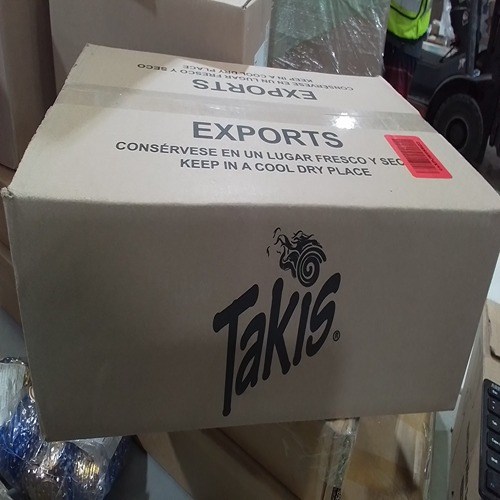 CONSÉRVESE EN UN LUGAR FRESCO Y SECO
KEEP IN A COOL DRY PLACE
EXPORTS
EXPORTS
CONSÉRVESE EN UN LUGAR FRESCO Y SEC
KEEP IN A COOL DRY PLACE
Takis®